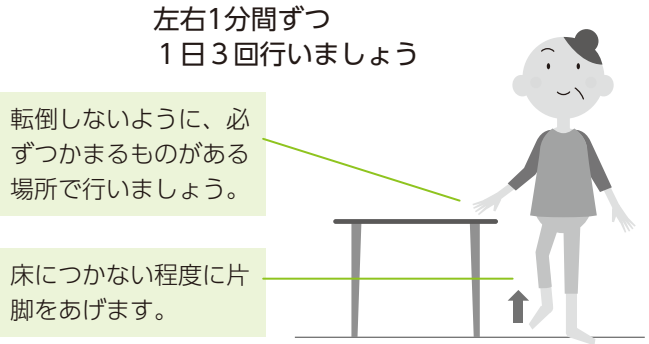 左右1分間ずつ
１日３回行いましょう
転倒しないように、必
ずつかまるものがある
場所で行いましょう。
床につかない程度に片
脚をあげます。